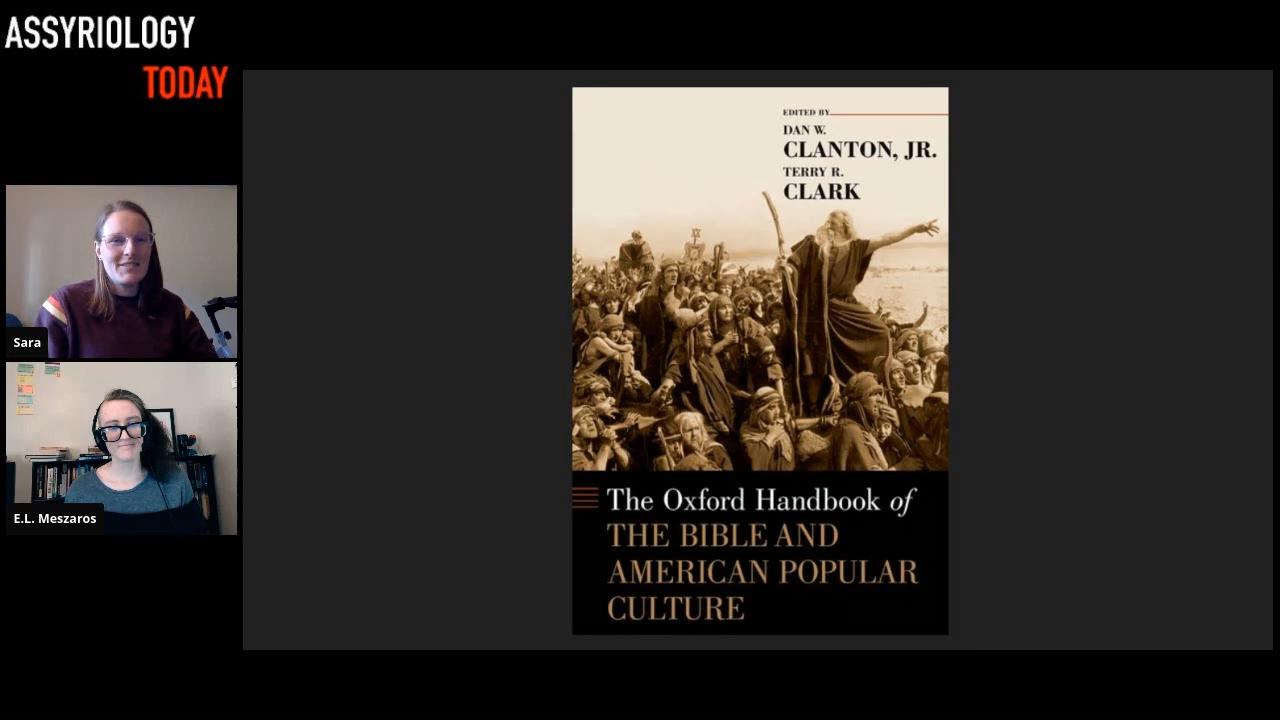 ASSYRIOLOGY
TODAY
Sara
E.L. Meszaros
EDITED BY
DAN W.
CLANTON, JR.
TERRY R.
CLARK
The Oxford Handbook of
THE BIBLE AND
AMERICAN POPULAR
CULTURE